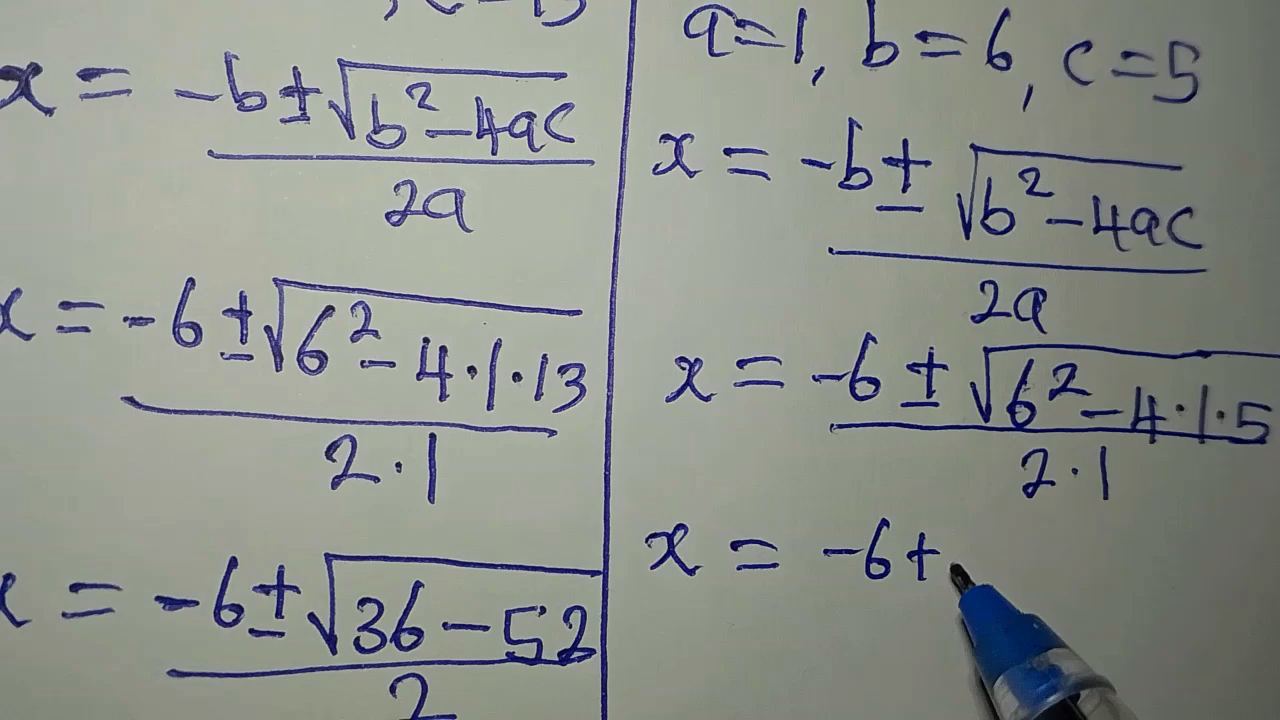 x = -b ± √b² - 4ac
2a
x = -6 ± √6² - 4·1·13
2·1
x = -6 ± √36 - 52
2
a=1, b=6, c=5
x = -b ± √b² - 4ac
2a
x = -6 ± √6² - 4·1·5
2·1
x = -6+